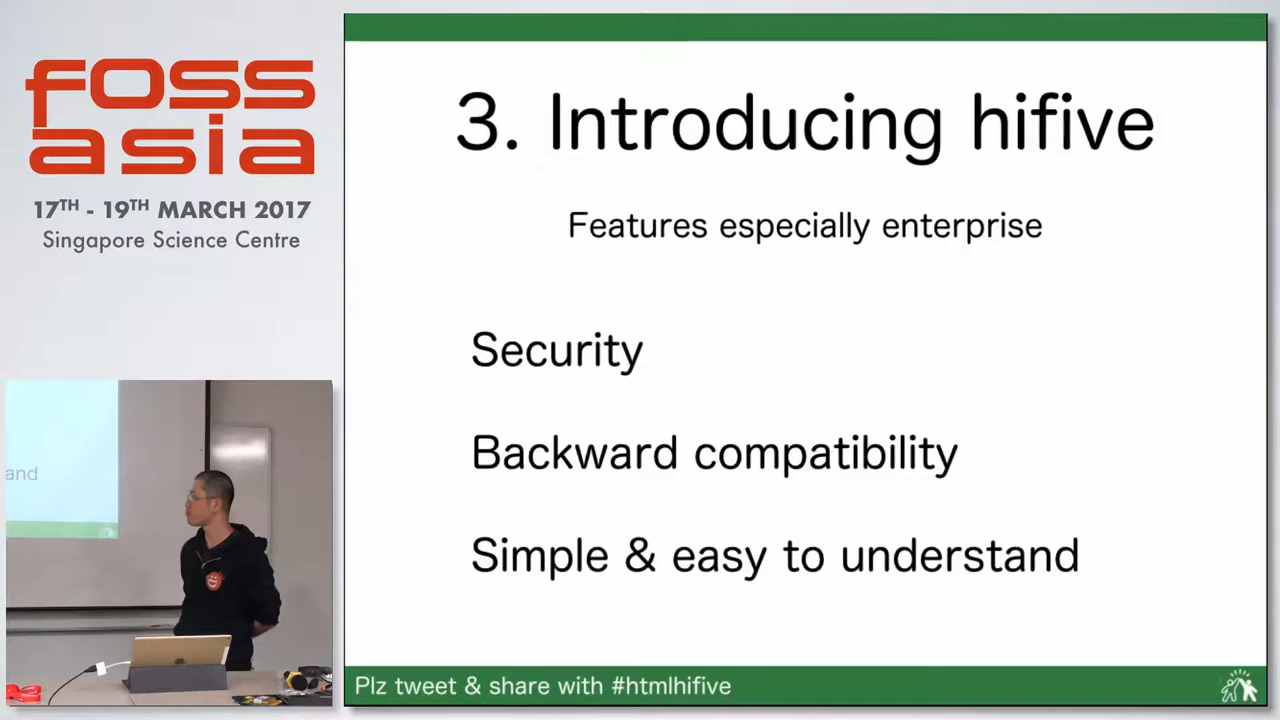 foss
asia
17TH - 19TH MARCH 2017
Singapore Science Centre
3. Introducing hifive
Features especially enterprise
Security
Backward compatibility
Simple & easy to understand
Plz tweet & share with #htmlhifive
and